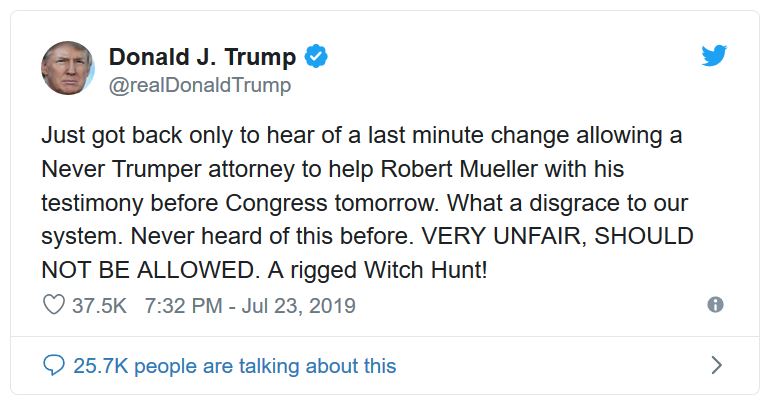 Donald J. Trump
@realDonaldTrump
Just got back only to hear of a last minute change allowing a
Never Trumper attorney to help Robert Mueller with his
testimony before Congress tomorrow. What a disgrace to our
system. Never heard of this before. VERY UNFAIR, SHOULD
NOT BE ALLOWED. A rigged Witch Hunt!
37.5K 7:32 PM - Jul 23, 2019
25.7K people are talking about this